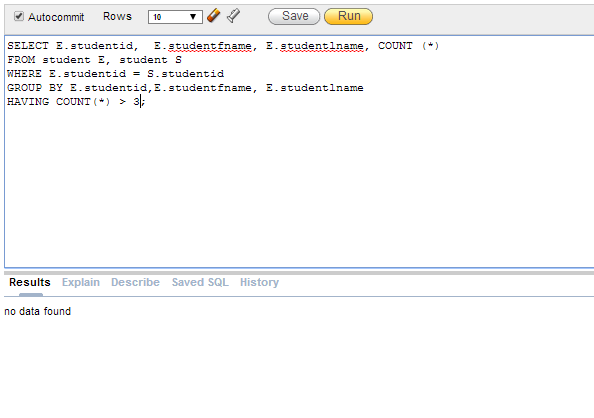 Autocommit Rows 10 Save Run
SELECT E.studentid,  E.studentfname, E.studentlname, COUNT (*)
FROM student E, student S
WHERE E.studentid = S.studentid
GROUP BY E.studentid,E.studentfname, E.studentlname
HAVING COUNT(*) > 3;
Results Explain Describe Saved SQL History
no data found